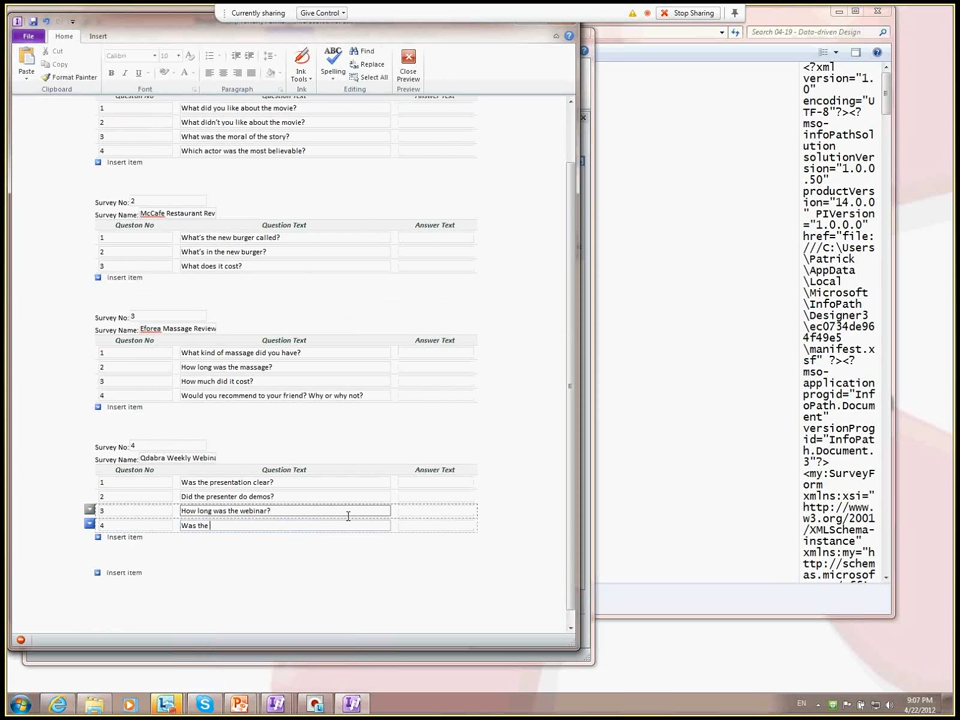 Currently sharing
Give Control
Stop Sharing
Search 04-19 - Data-driven Design
File
Home
Insert
Paste
Cut
Copy
Format Painter
Clipboard
Calibri
10
Font
Paragraph
Ink Tools
Spelling
Find
Replace
Select All
Editing
Close Preview
Preview
Questor No
Question Text
Answer Text
1 What did you like about the movie?
2 What didn't you like about the movie?
3 What was the moral of the story?
4 Which actor was the most believable?
Insert item
Survey No: 2
Survey Name: McCafe Restaurant Rev
Queston No Question Text Answer Text
1 What's the new burger called?
2 What's in the new burger?
3 What does it cost?
Insert item
Survey No: 3
Survey Name: Eforea Massage Review
Queston No Question Text Answer Text
1 What kind of massage did you have?
2 How long was the massage?
3 How much did it cost?
4 Would you recommend to your friend? Why or why not?
Insert item
Survey No: 4
Survey Name: Qdabra Weekly Webina
Queston No Question Text Answer Text
1 Was the presentation clear?
2 Did the presenter do demos?
3 How long was the webinar?
4 Was the
Insert item
Insert item
<?xml
version="1.
0"
encoding="U
TF-8"?><?
mso-
infoPathSol
ution
solutionVer
sion="1.0.0
.50"
productVers
ion="14.0.0
" PIVersion
="1.0.0.0"
href="file:
///C:\Users
\Patrick
\AppData
\Local
\Microsoft
\InfoPath
\Designer3
\ec0734de96
4f49e5
\manifest.x
sf" ?><?
mso-
application
progid="Inf
oPath.Docum
ent"
versionProg
id="InfoPat
h.Document.
3"?>
<my:SurveyF
orm
xmlns:xsi="
http://www.
w3.org/2001
/XMLSchema-
instance"
xmlns:my="h
ttp://schem
as.microsof
EN
9:07 PM
4/22/2012